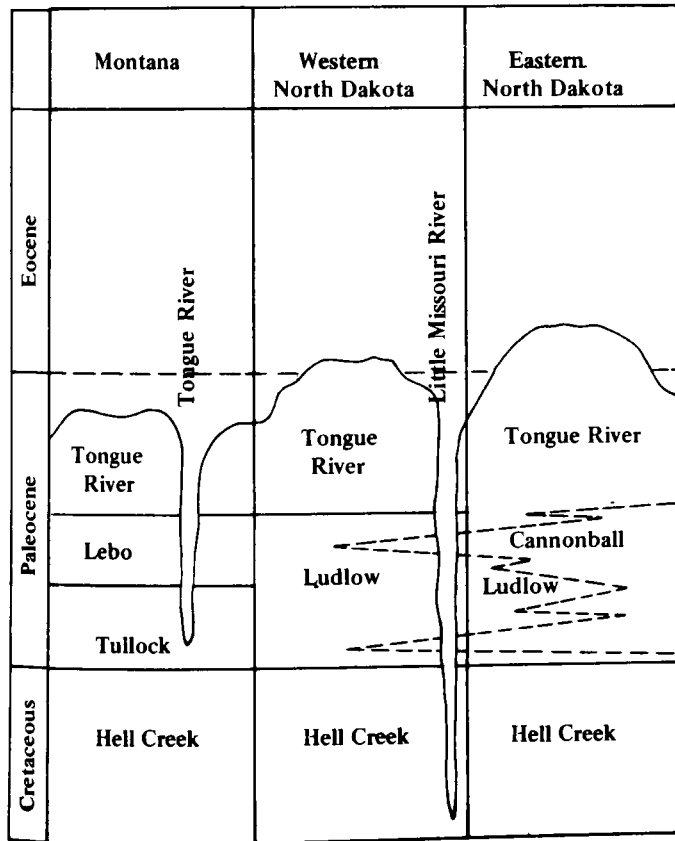 Montana
Western
North Dakota
Eastern
North Dakota
Eocene
Paleocene
Cretaceous
Tongue River
Little Missouri River
Tongue
River
Tongue
River
Tongue River
Lebo
Cannonball
Ludlow
Ludlow
Tullock
Hell Creek
Hell Creek
Hell Creek